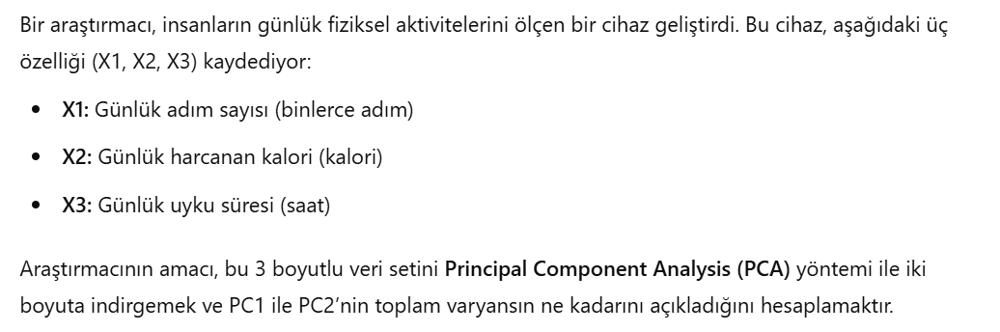 Bir araştırmacı, insanların günlük fiziksel aktivitelerini ölçen bir cihaz geliştirdi. Bu cihaz, aşağıdaki üç
özelliği (X1, X2, X3) kaydediyor:
• X1: Günlük adım sayısı (binlerce adım)
• X2: Günlük harcanan kalori (kalori)
• X3: Günlük uyku süresi (saat)
Araştırmacının amacı, bu 3 boyutlu veri setini Principal Component Analysis (PCA) yöntemi ile iki
boyuta indirgemek ve PC1 ile PC2’nin toplam varyansın ne kadarını açıkladığını hesaplamaktır.